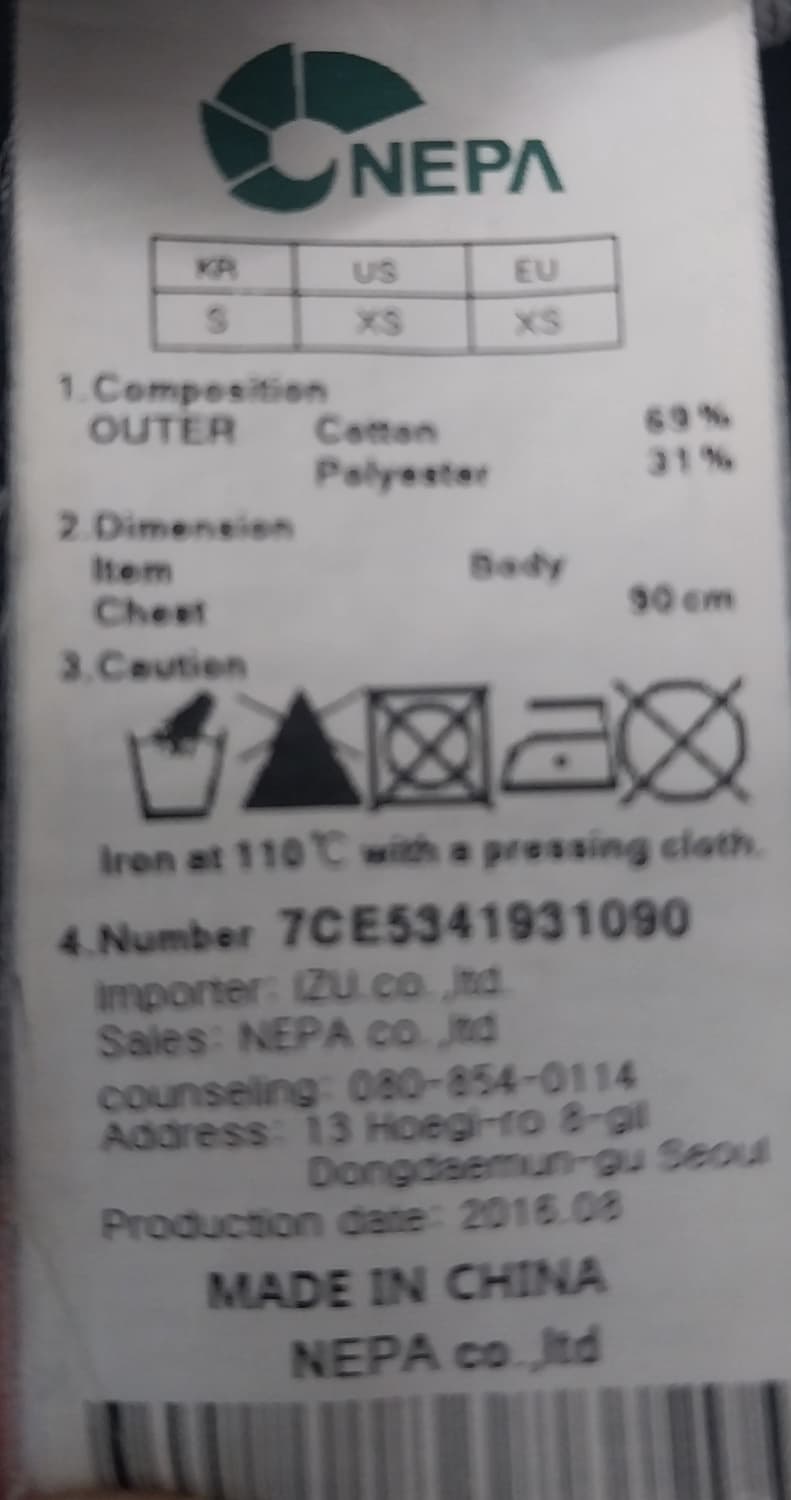 NEPA
KR US EU
S XS XS
1.Composition
OUTER Cotton 69%
Polyester 31%
2.Dimension
Item Body
Chest 90cm
3.Caution
Iron at 110℃ with a pressing cloth.
4.Number 7CE5341931090
Importer: IZU.co.,ltd.
Sales: NEPA co.,ltd
counseling: 080-854-0114
Address: 13 Hoegi-ro 8-gil
Dongdaemun-gu Seoul
Production date: 2016.08
MADE IN CHINA
NEPA co.,ltd